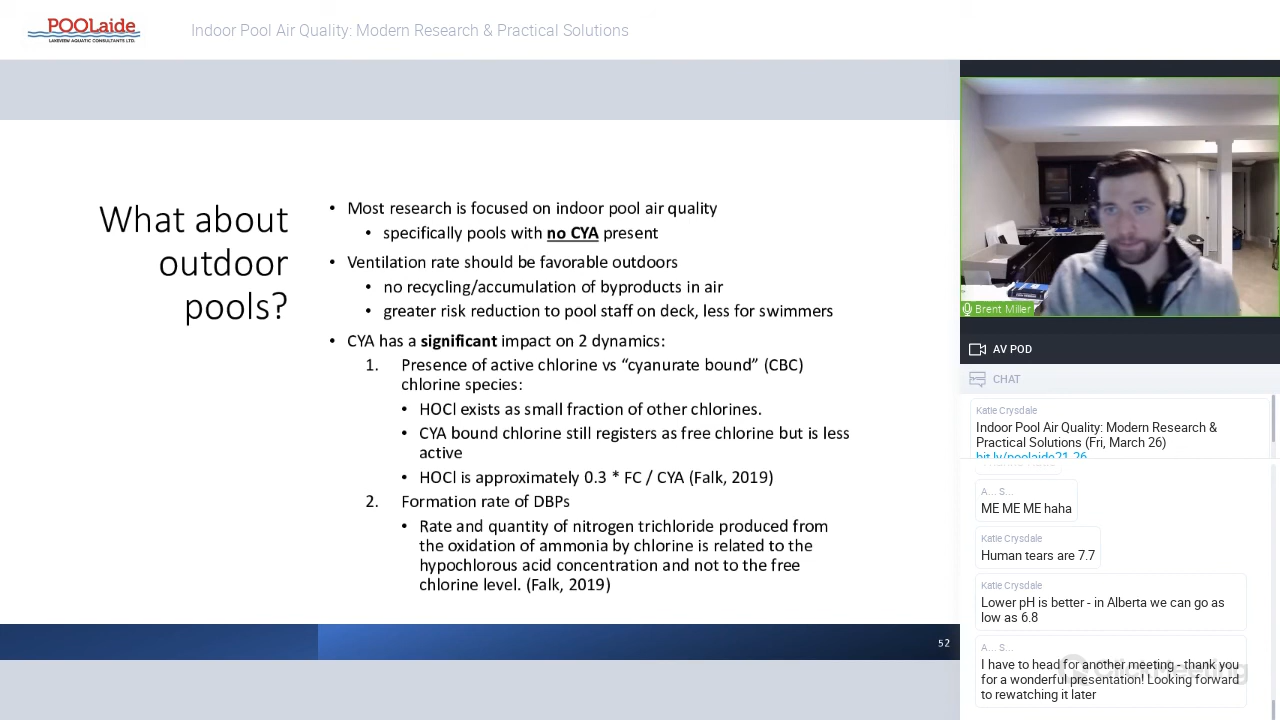 POOLaide
LAKEVIEW AQUATIC CONSULTANTS LTD.
Indoor Pool Air Quality: Modern Research & Practical Solutions
What about
outdoor
pools?
• Most research is focused on indoor pool air quality
• specifically pools with no CYA present
• Ventilation rate should be favorable outdoors
• no recycling/accumulation of byproducts in air
• greater risk reduction to pool staff on deck, less for swimmers
• CYA has a significant impact on 2 dynamics:
1. Presence of active chlorine vs “cyanurate bound” (CBC)
chlorine species:
• HOCl exists as small fraction of other chlorines.
• CYA bound chlorine still registers as free chlorine but is less
active
• HOCl is approximately 0.3 * FC / CYA (Falk, 2019)
2. Formation rate of DBPs
• Rate and quantity of nitrogen trichloride produced from
the oxidation of ammonia by chlorine is related to the
hypochlorous acid concentration and not to the free
chlorine level. (Falk, 2019)
52
Brent Miller
AV POD
CHAT
Katie Crysdale
Indoor Pool Air Quality: Modern Research &
Practical Solutions (Fri, March 26)
bit.ly/poolaide21-26
A... S...
ME ME ME haha
Katie Crysdale
Human tears are 7.7
Katie Crysdale
Lower pH is better - in Alberta we can go as
low as 6.8
A... S...
I have to head for another meeting - thank you
for a wonderful presentation! Looking forward
to rewatching it later
ClickMeeting